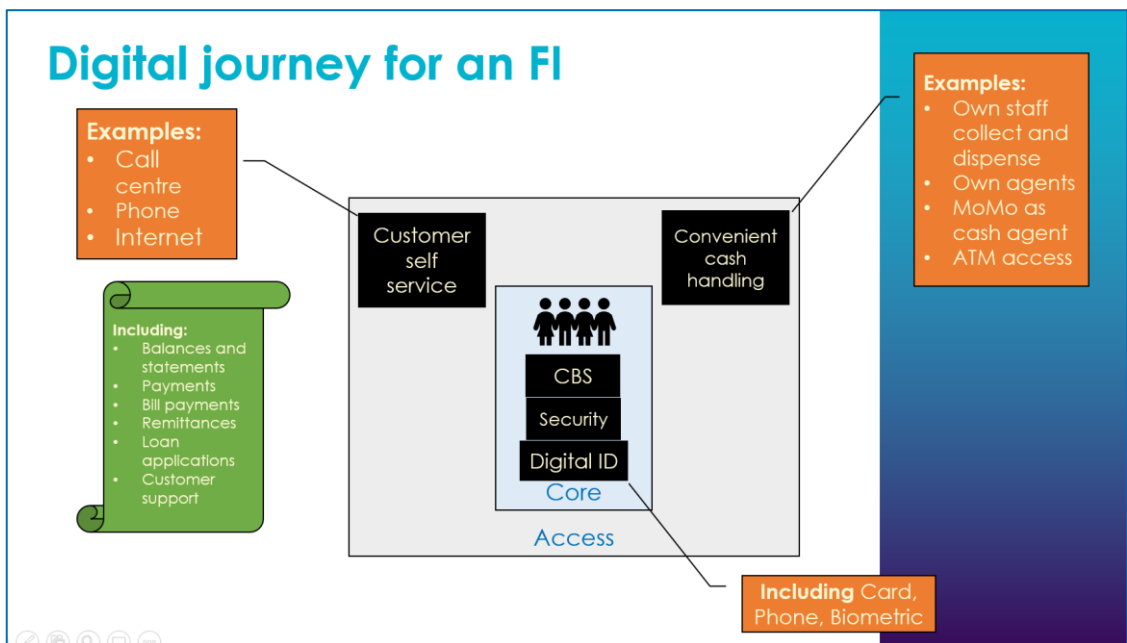 Digital journey for an FI
Examples:
• Call
centre
• Phone
• Internet
Examples:
• Own staff
collect and
dispense
• Own agents
• MoMo as
cash agent
• ATM access
Customer
self
service
Convenient
cash
handling
Including:
• Balances and
statements
• Payments
• Bill payments
• Remittances
• Loan
applications
• Customer
support
CBS
Security
Digital ID
Core
Access
Including Card,
Phone, Biometric